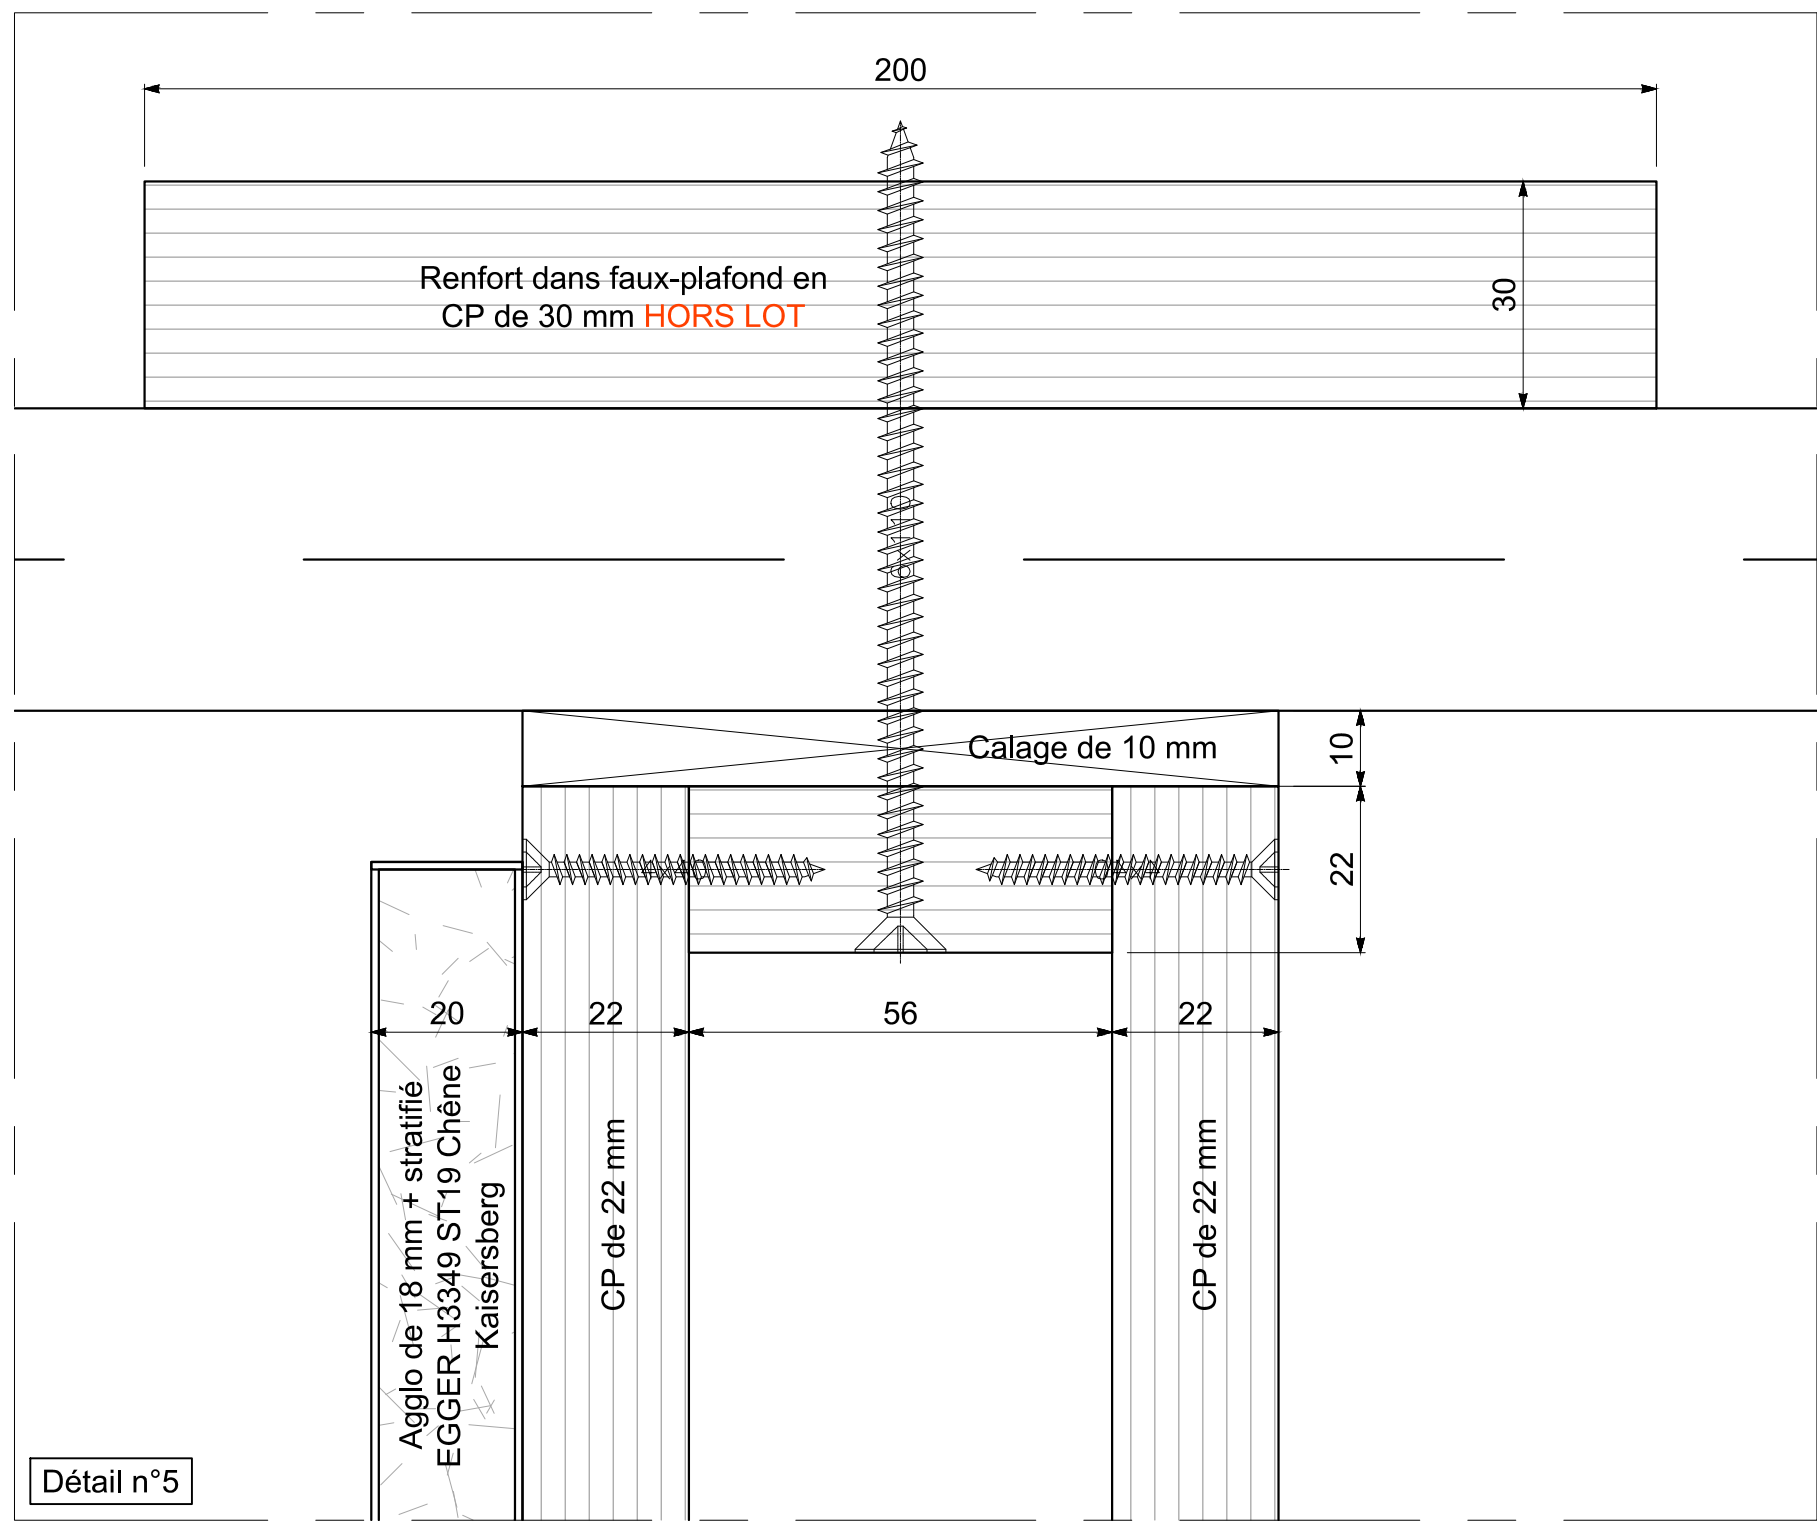 200
Renfort dans faux-plafond en
CP de 30 mm HORS LOT
30
Calage de 10 mm
10
22
20
22
56
22
Agglo de 18 mm + stratifié
EGGER H3349 ST19 Chêne
Kaisersberg
CP de 22 mm
CP de 22 mm
Détail n°5